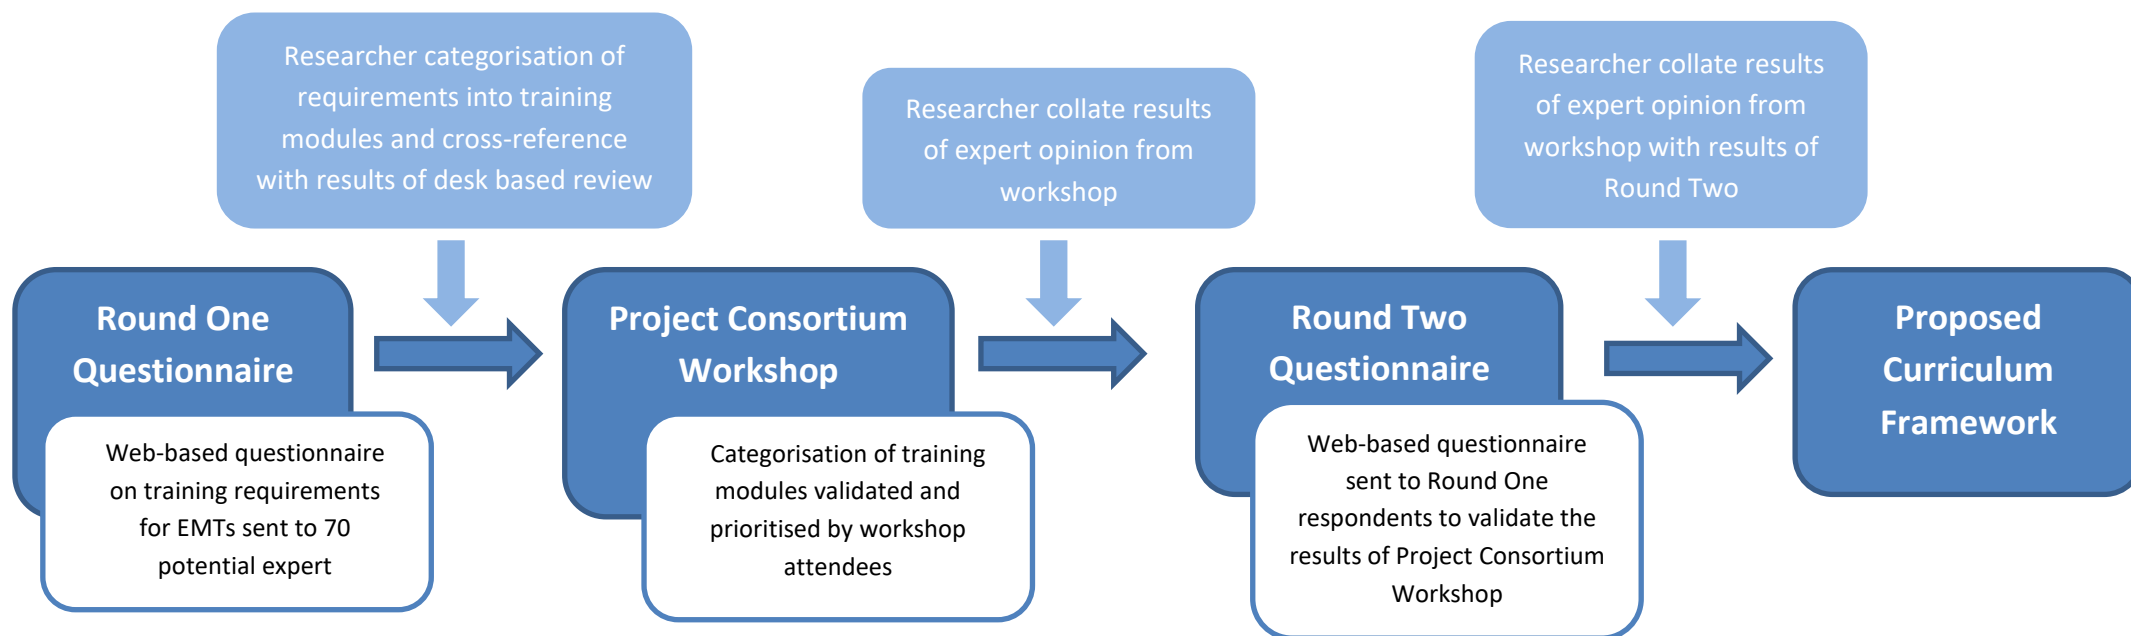 Researcher categorisation of
requirements into training
modules and cross-reference
with results of desk based review
Researcher collate results
of expert opinion from
workshop
Researcher collate results
of expert opinion from
workshop with results of
Round Two
Round One
Questionnaire
Web-based questionnaire
on training requirements
for EMTs sent to 70
potential expert
Project Consortium
Workshop
Categorisation of training
modules validated and
prioritised by workshop
attendees
Round Two
Questionnaire
Web-based questionnaire
sent to Round One
respondents to validate the
results of Project Consortium
Workshop
Proposed
Curriculum
Framework